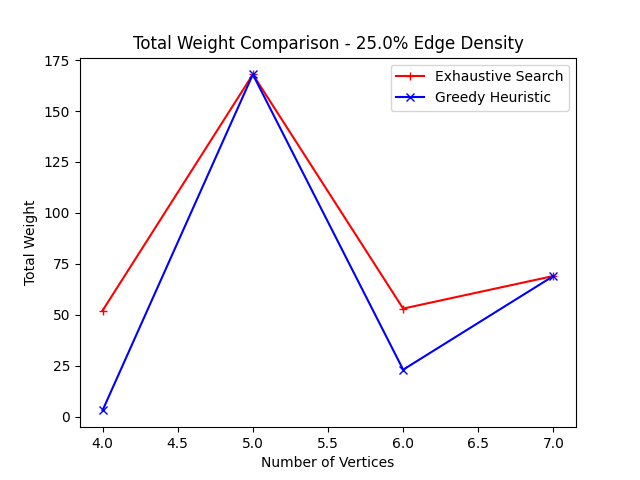 Total Weight Comparison - 25.0% Edge Density
Exhaustive Search
Greedy Heuristic
Total Weight
175
150
125
100
75
50
25
0
4.0 4.5 5.0 5.5 6.0 6.5 7.0
Number of Vertices